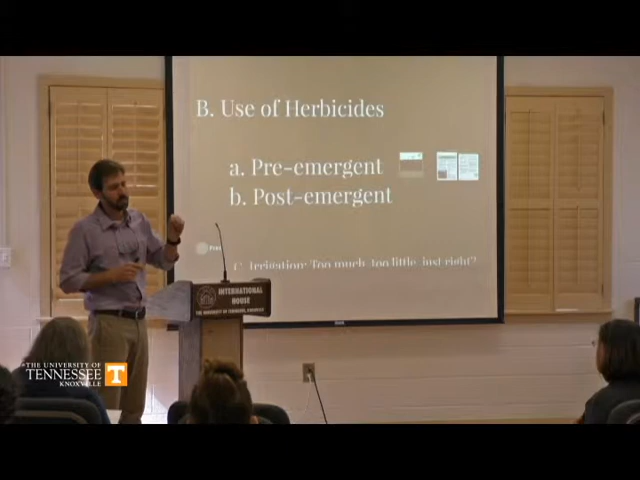 B. Use of Herbicides
a. Pre-emergent
b. Post-emergent
C. Irrigation: Too much, too little, just right?
INTERNATIONAL
HOUSE
THE UNIVERSITY OF TENNESSEE, KNOXVILLE
THE UNIVERSITY OF
TENNESSEE
KNOXVILLE
T